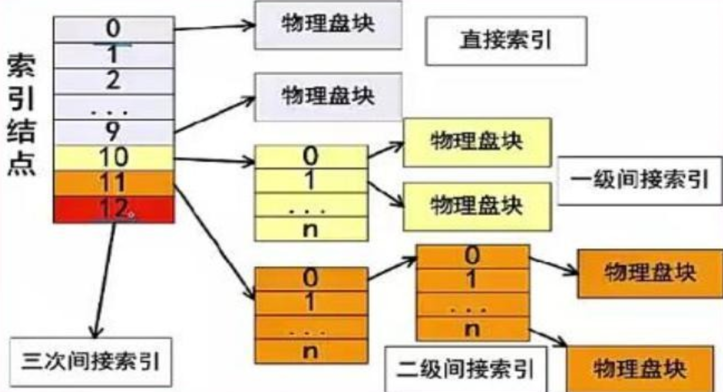 索引结点
0
1
2
...
9
10
11
12
物理盘块
直接索引
物理盘块
0
1
...
n
物理盘块
物理盘块
一级间接索引
0
1
...
n
0
1
...
n
物理盘块
物理盘块
三次间接索引
二级间接索引